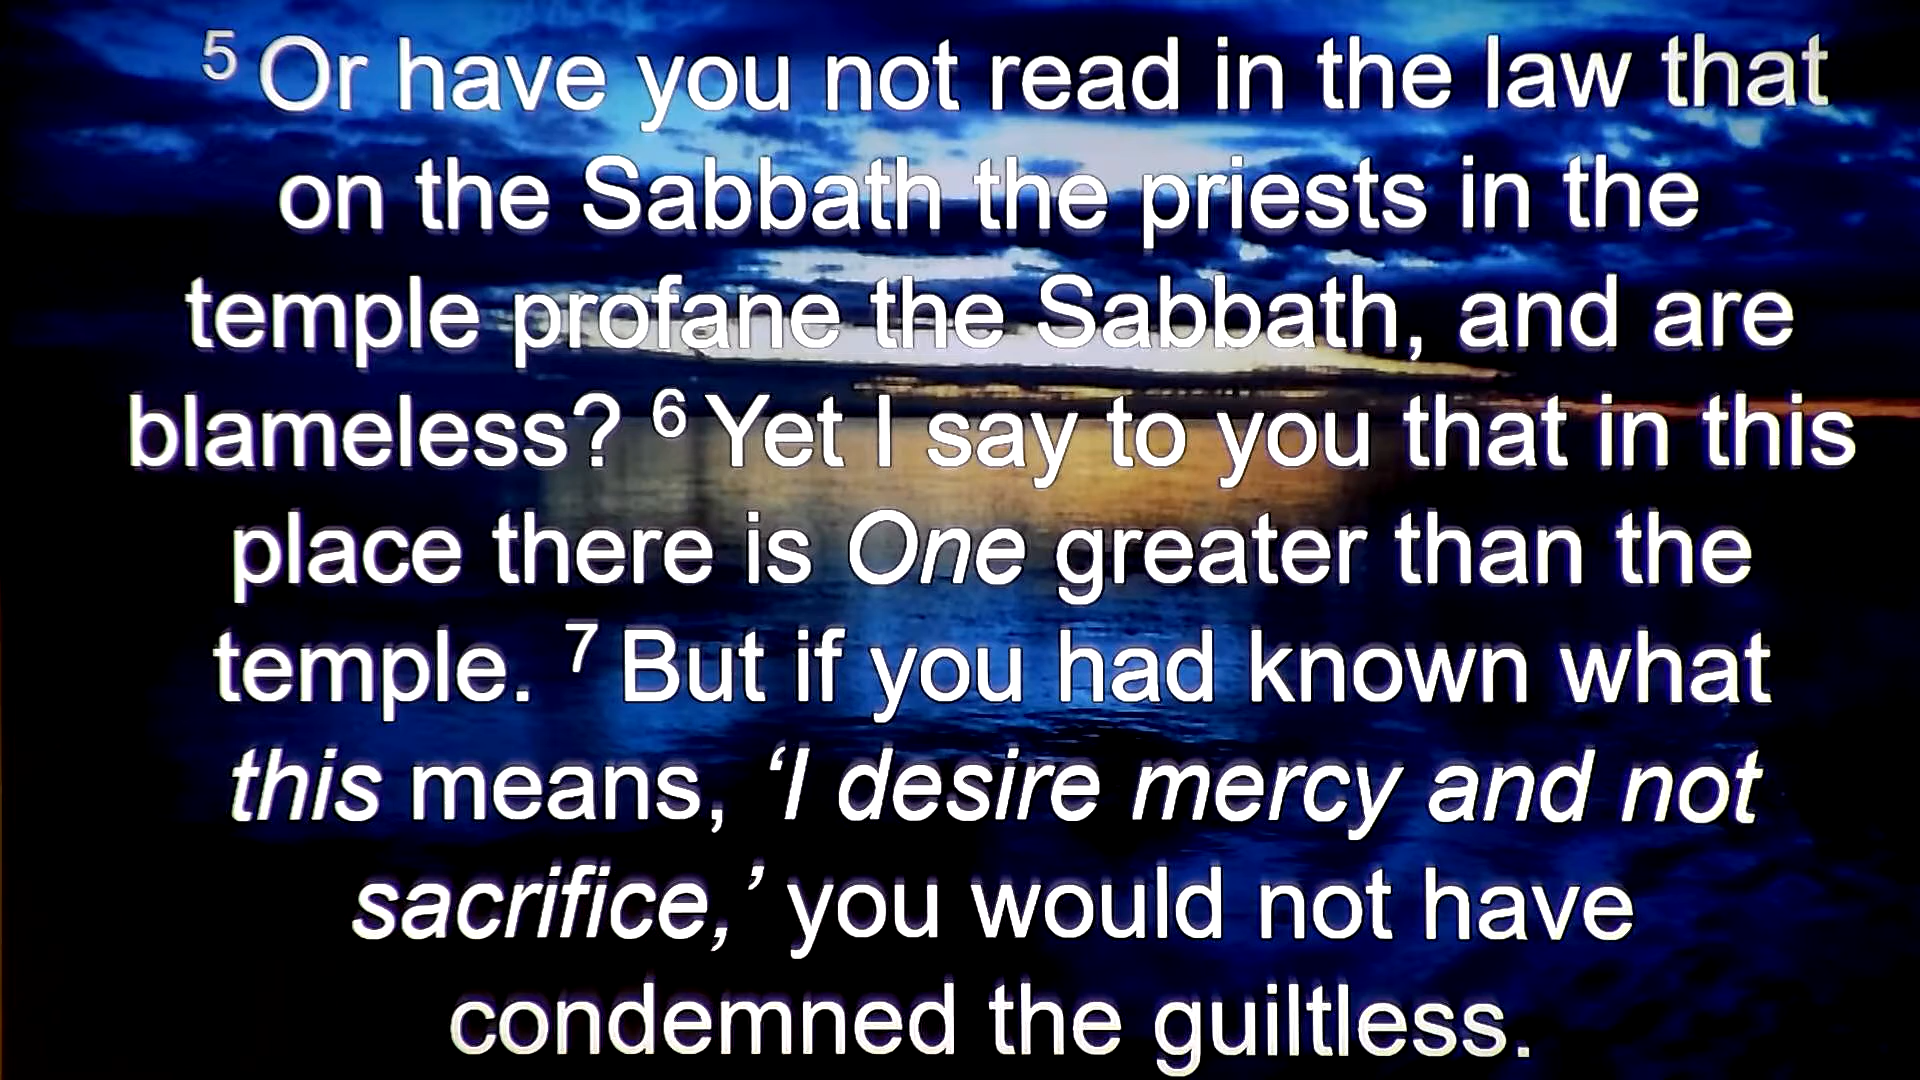 5 Or have you not read in the law that
on the Sabbath the priests in the
temple profane the Sabbath, and are
blameless? 6 Yet I say to you that in this
place there is One greater than the
temple. 7 But if you had known what
this means, ‘I desire mercy and not
sacrifice,’ you would not have
condemned the guiltless.